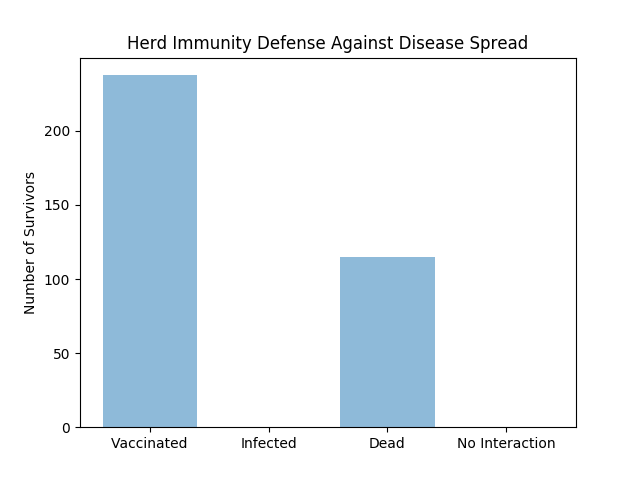 Herd Immunity Defense Against Disease Spread
Number of Survivors
200
150
100
50
0
Vaccinated Infected Dead No Interaction